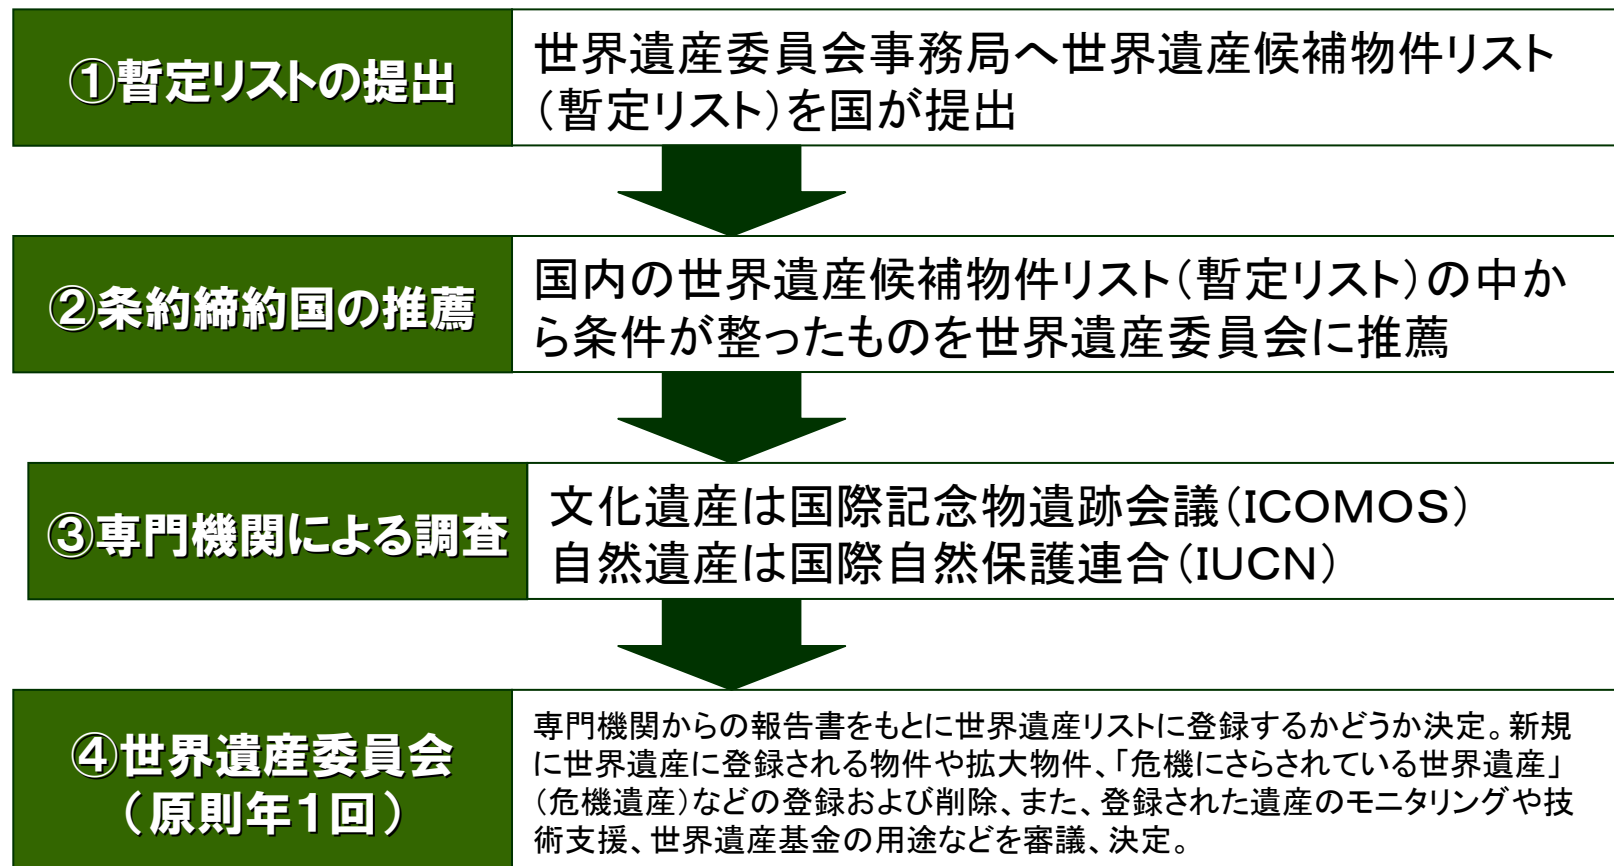 ①暫定リストの提出
世界遺産委員会事務局へ世界遺産候補物件リスト
（暫定リスト）を国が提出
②条約締約国の推薦
国内の世界遺産候補物件リスト（暫定リスト）の中か
ら条件が整ったものを世界遺産委員会に推薦
③専門機関による調査
文化遺産は国際記念物遺跡会議（ICOMOS）
自然遺産は国際自然保護連合（IUCN）
④世界遺産委員会
（原則年1回）
専門機関からの報告書をもとに世界遺産リストに登録するかどうか決定。新規
に世界遺産に登録される物件や拡大物件、「危機にさらされている世界遺産」
（危機遺産）などの登録および削除、また、登録された遺産のモニタリングや技
術支援、世界遺産基金の用途などを審議、決定。